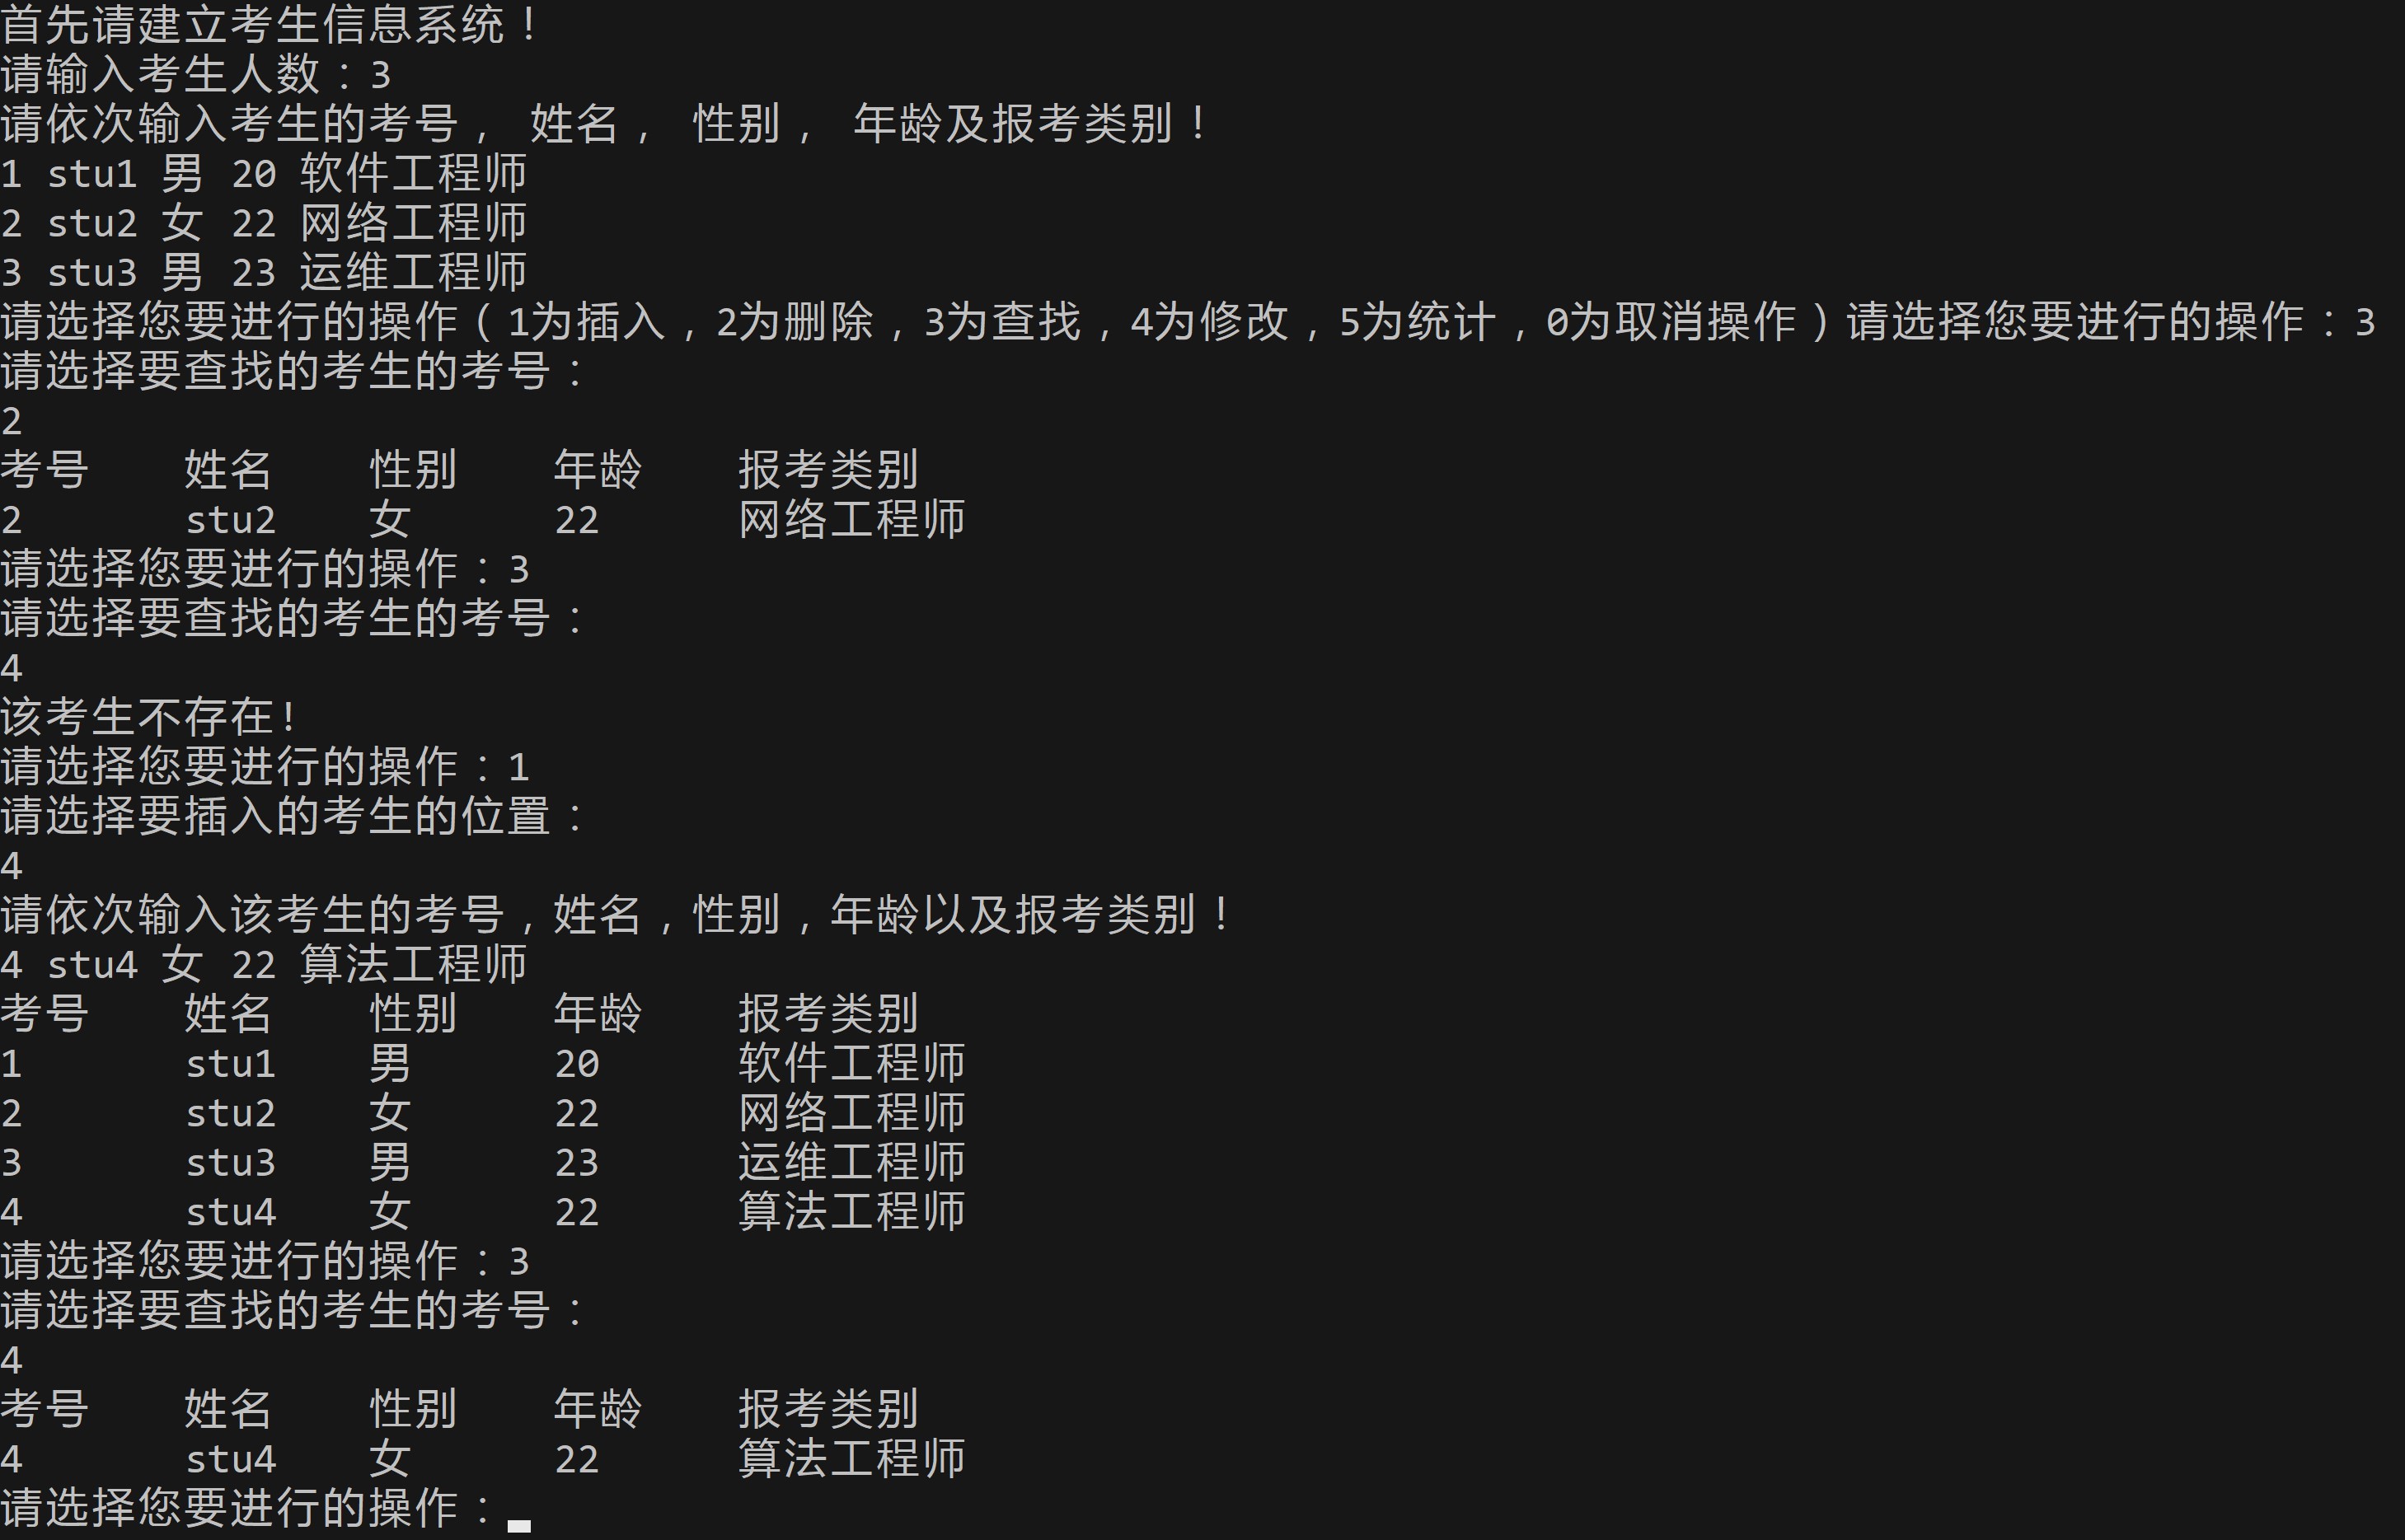 首先请建立考生信息系统！
请输入考生人数：3
请依次输入考生的考号， 姓名， 性别， 年龄及报考类别！
1 stu1 男 20 软件工程师
2 stu2 女 22 网络工程师
3 stu3 男 23 运维工程师
请选择您要进行的操作（1为插入，2为删除，3为查找，4为修改，5为统计，0为取消操作）请选择您要进行的操作：3
请选择要查找的考生的考号：
2
考号 姓名 性别 年龄 报考类别
2 stu2 女 22 网络工程师
请选择您要进行的操作：3
请选择要查找的考生的考号：
4
该考生不存在!
请选择您要进行的操作：1
请选择要插入的考生的位置：
4
请依次输入该考生的考号，姓名，性别，年龄以及报考类别！
4 stu4 女 22 算法工程师
考号 姓名 性别 年龄 报考类别
1 stu1 男 20 软件工程师
2 stu2 女 22 网络工程师
3 stu3 男 23 运维工程师
4 stu4 女 22 算法工程师
请选择您要进行的操作：3
请选择要查找的考生的考号：
4
考号 姓名 性别 年龄 报考类别
4 stu4 女 22 算法工程师
请选择您要进行的操作：